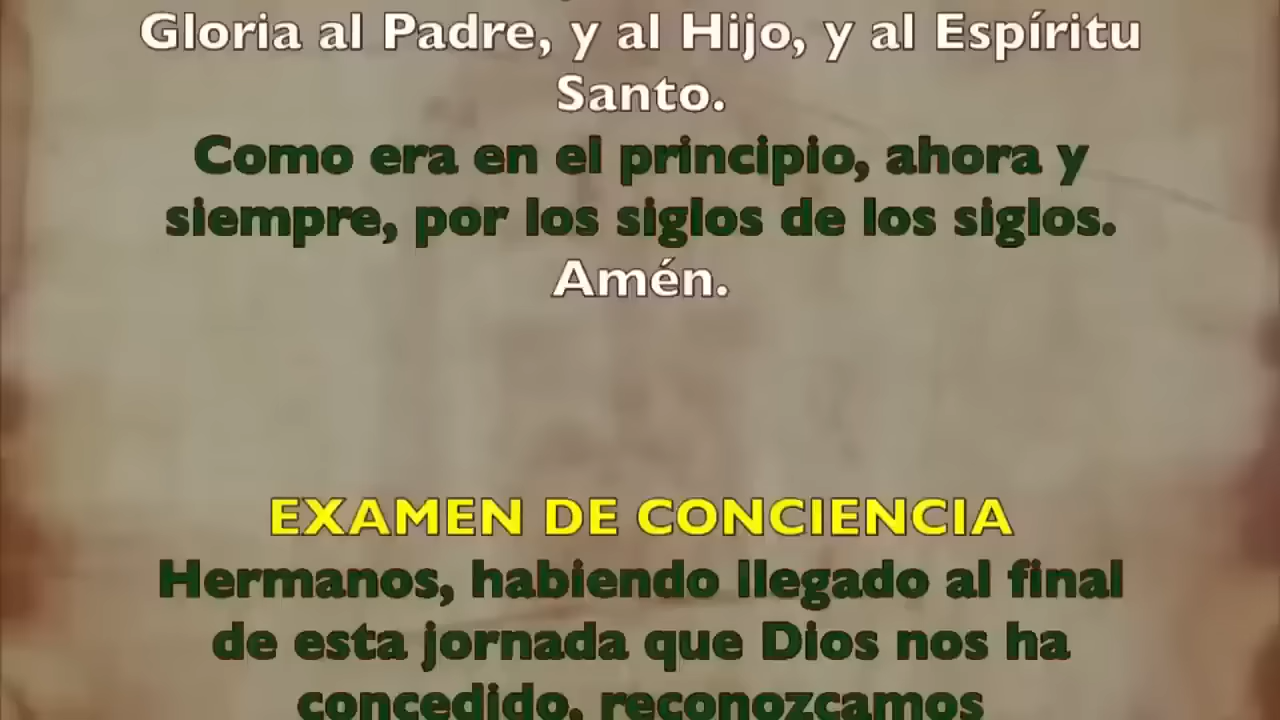 Gloria al Padre, y al Hijo, y al Espíritu
Santo.
Como era en el principio, ahora y
siempre, por los siglos de los siglos.
Amén.
EXAMEN DE CONCIENCIA
Hermanos, habiendo llegado al final
de esta jornada que Dios nos ha
concedido, reconozcamos